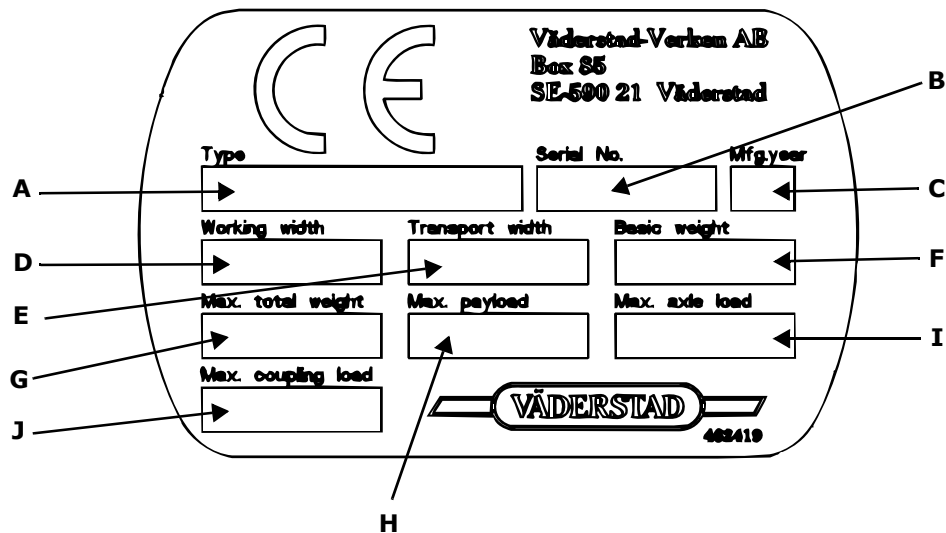 CE
Väderstad-Verken AB
Box 85
SE-590 21 Väderstad
Type
Serial No.
Mfg.year
A
B
C
Working width
Transport width
Basic weight
D
E
F
Max. total weight
Max. payload
Max. axle load
G
H
I
Max. coupling load
J
VÄDERSTAD
462419